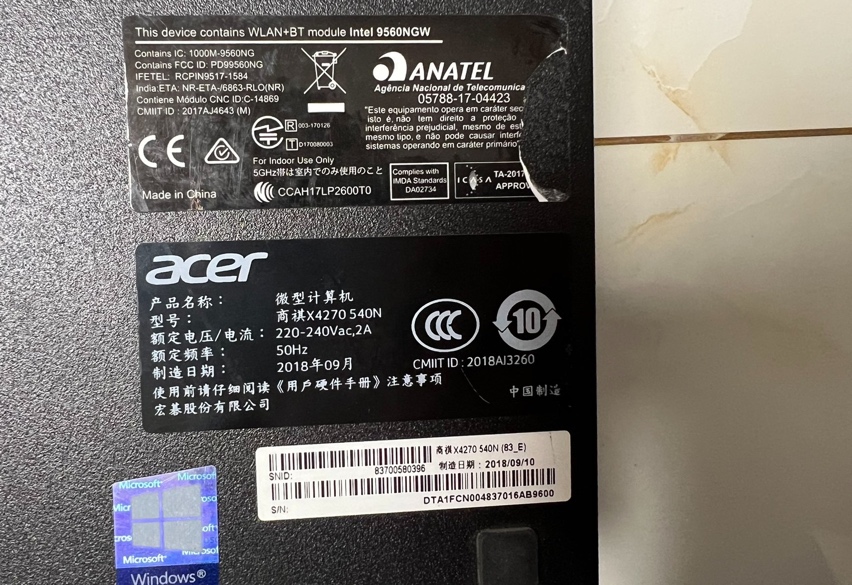 This device contains WLAN+BT module Intel 9560NGW
Contains IC: 1000M-9560NG
Contains FCC ID: PD99560NG
IFETEL: RCPIN9517-1584
India:ETA: NR-ETA-/6863-RLO(NR)
Contiene Módulo CNC ID:C-14869
CMIIT ID : 2017AJ4643 (M)
ANATEL
Agência Nacional de Telecomunica
05788-17-04423
"Este equipamento opera em caráter sec
isto é, não tem direito a proteção
interferência prejudicial, mesmo de est
mesmo tipo, e não pode causar interf
sistemas operando em caráter primário"
R 003-170126
T D170080003
CE
For Indoor Use Only
5GHz帯は室内でのみ使用のこと
CCAH17LP2600T0
Complies with
IMDA Standards
DA02734
ICASA
TA-2017
APPROV
Made in China
acer
产品名称： 微型计算机
型号： 商祺X4270 540N
额定电压/电流： 220-240Vac,2A
额定频率： 50Hz
制造日期： 2018年09月
使用前请仔细阅读《用户硬件手册》注意事项
宏碁股份有限公司
CCC
10
CMIIT ID : 2018AJ3260
中国制造
商祺X4270 540N (83_E)
SNID: 83700580396 制造日期：2018/09/10
DTA1FCN004837016AB9600
S/N:
Microsoft
Microsoft
Windows®